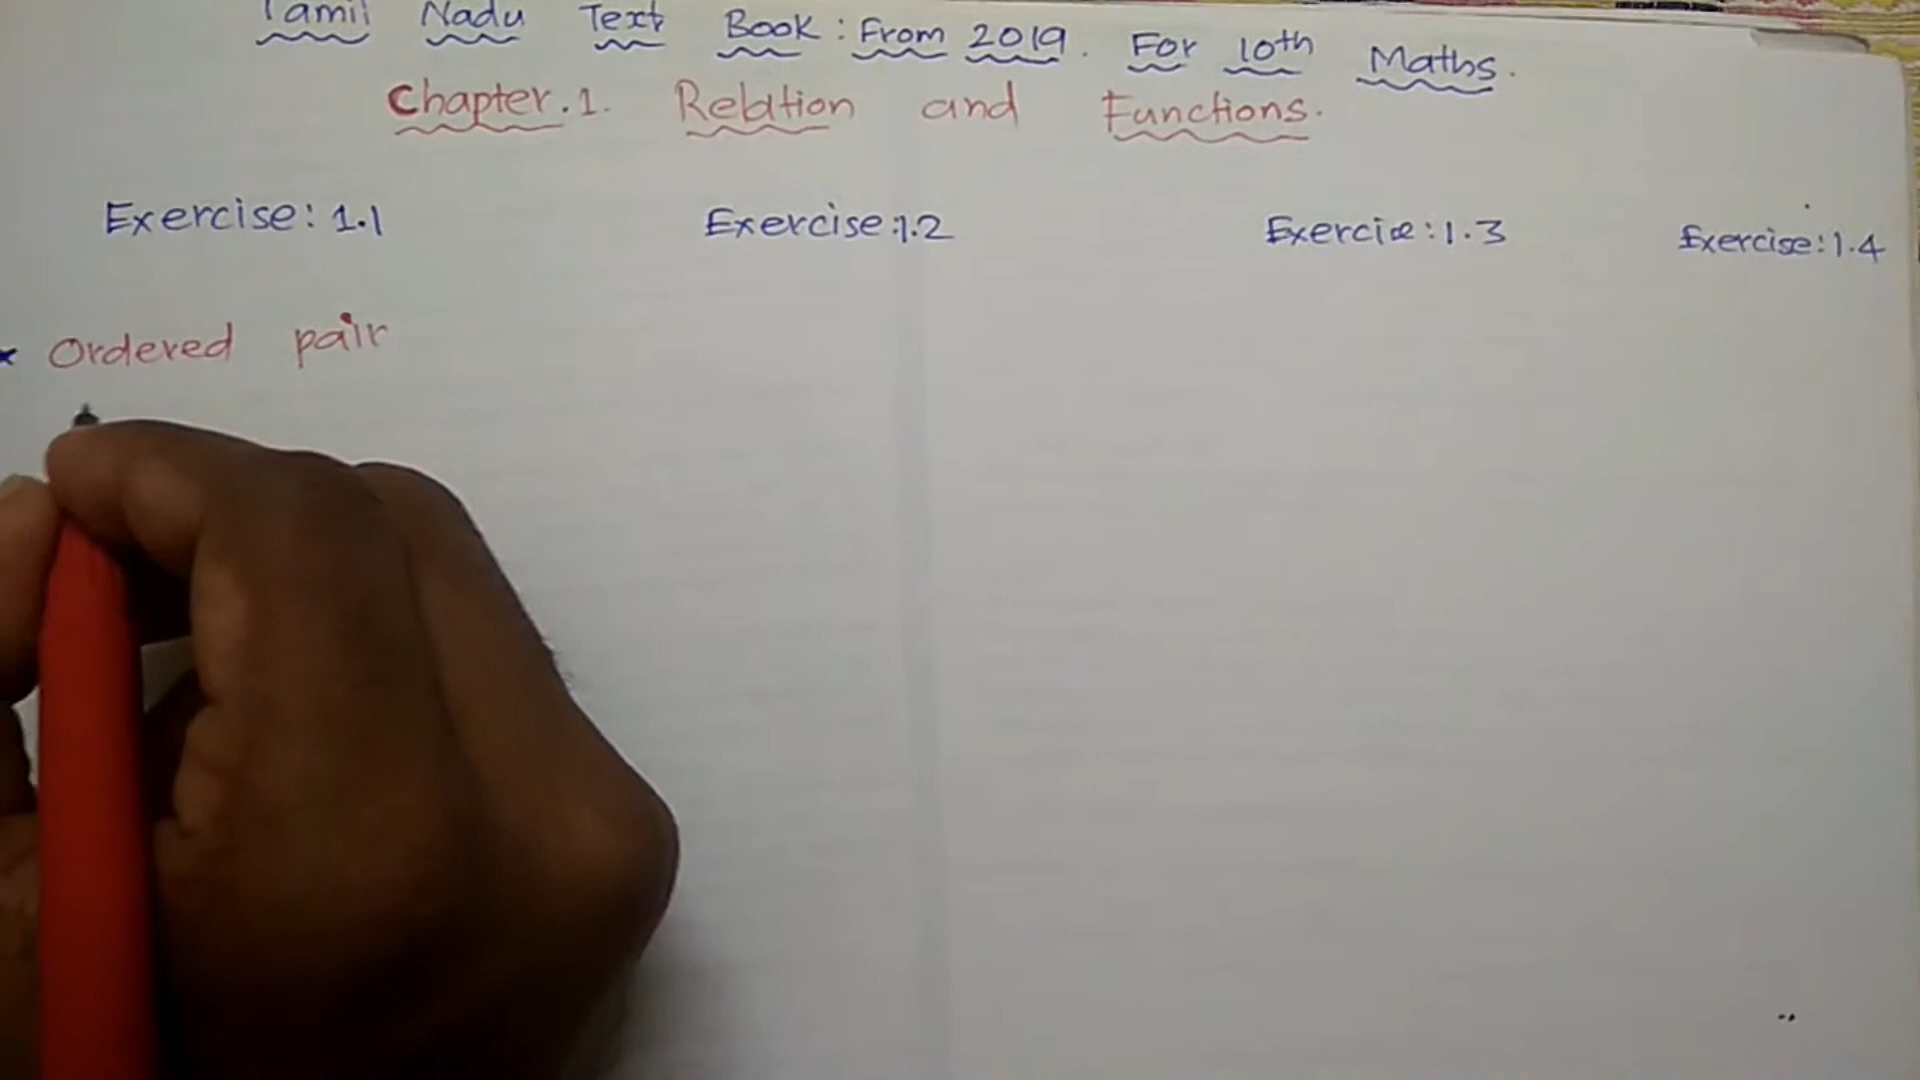 Tamil Nadu Text Book : From 2019. For 10th Maths.
Chapter.1. Relation and Functions.
Exercise: 1.1 Exercise:1.2 Exercie:1.3 Exercise:1.4
* Ordered pair